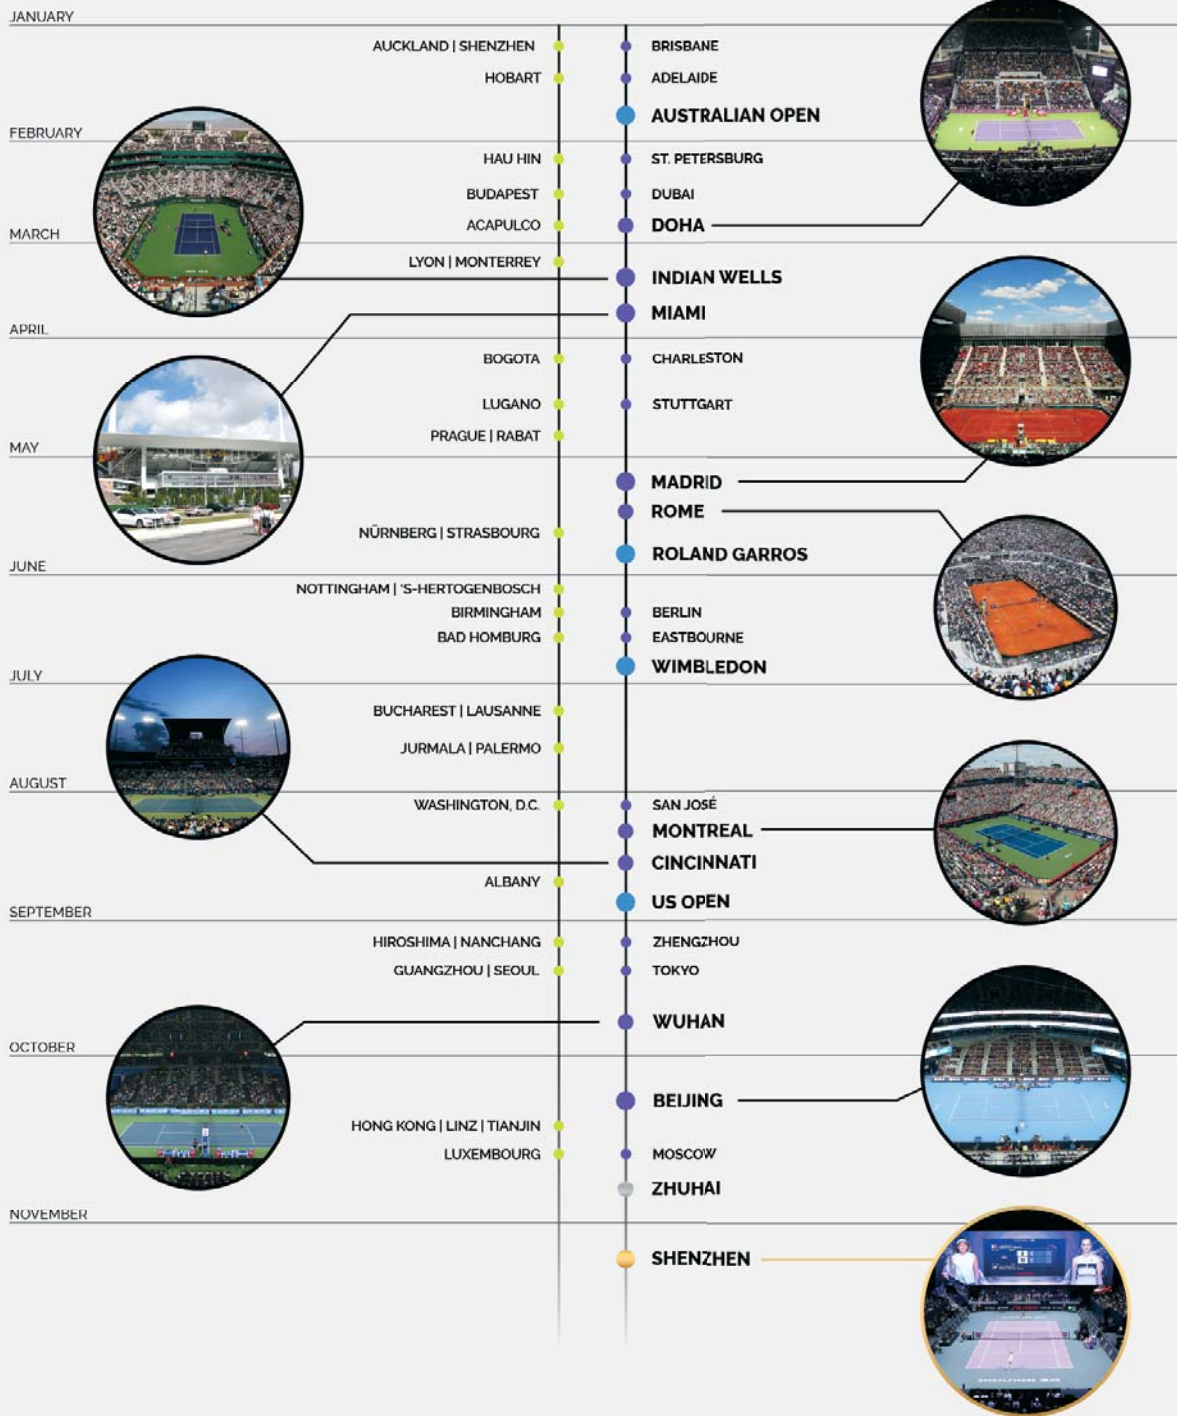 JANUARY
AUCKLAND | SHENZHEN
BRISBANE
HOBART
ADELAIDE
AUSTRALIAN OPEN
FEBRUARY
HAU HIN
ST. PETERSBURG
BUDAPEST
DUBAI
ACAPULCO
DOHA
MARCH
LYON | MONTERREY
INDIAN WELLS
MIAMI
APRIL
BOGOTA
CHARLESTON
LUGANO
STUTTGART
PRAGUE | RABAT
MAY
MADRID
ROME
NÜRNBERG | STRASBOURG
ROLAND GARROS
JUNE
NOTTINGHAM | 'S-HERTOGENBOSCH
BIRMINGHAM
BERLIN
BAD HOMBURG
EASTBOURNE
WIMBLEDON
JULY
BUCHAREST | LAUSANNE
JURMALA | PALERMO
AUGUST
WASHINGTON, D.C.
SAN JOSÉ
MONTREAL
CINCINNATI
ALBANY
US OPEN
SEPTEMBER
HIROSHIMA | NANCHANG
ZHENGZHOU
GUANGZHOU | SEOUL
TOKYO
WUHAN
OCTOBER
BEIJING
HONG KONG | LINZ | TIANJIN
LUXEMBOURG
MOSCOW
ZHUHAI
NOVEMBER
SHENZHEN